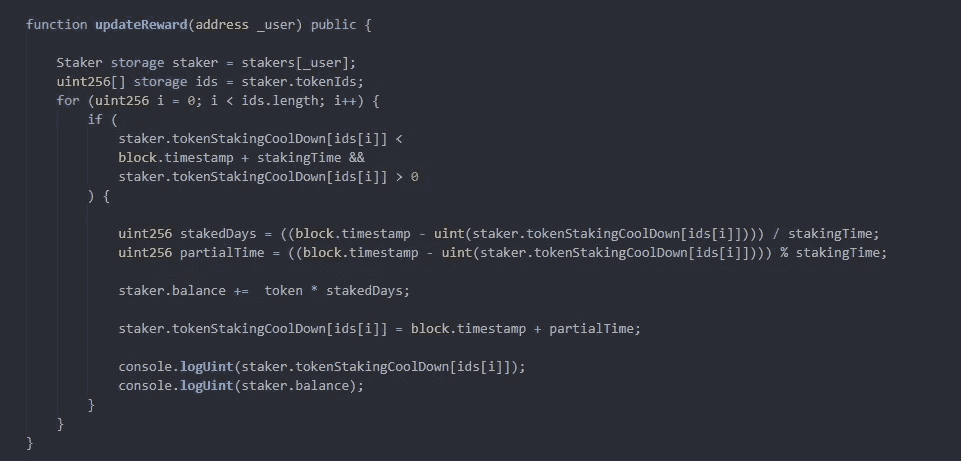 function updateReward(address _user) public {
Staker storage staker = stakers[_user];
uint256[] storage ids = staker.tokenIds;
for (uint256 i = 0; i < ids.length; i++) {
if (
staker.tokenStakingCoolDown[ids[i]] <
block.timestamp + stakingTime &&
staker.tokenStakingCoolDown[ids[i]] > 0
) {
uint256 stakedDays = ((block.timestamp - uint(staker.tokenStakingCoolDown[ids[i]]))) / stakingTime;
uint256 partialTime = ((block.timestamp - uint(staker.tokenStakingCoolDown[ids[i]]))) % stakingTime;
staker.balance +=  token * stakedDays;
staker.tokenStakingCoolDown[ids[i]] = block.timestamp + partialTime;
console.logUint(staker.tokenStakingCoolDown[ids[i]]);
console.logUint(staker.balance);
}
}
}